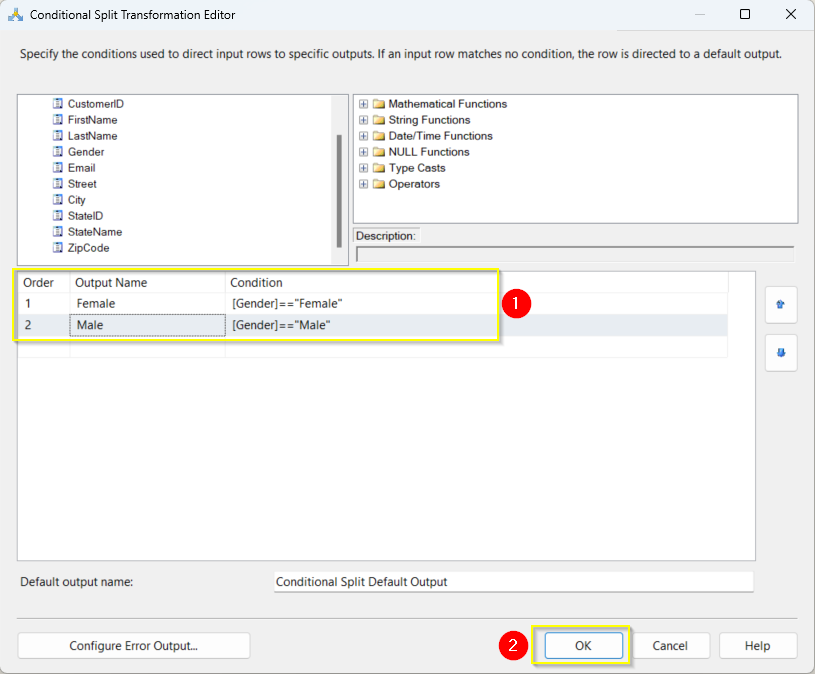 Conditional Split Transformation Editor
Specify the conditions used to direct input rows to specific outputs. If an input row matches no condition, the row is directed to a default output.
CustomerID
FirstName
LastName
Gender
Email
Street
City
StateID
StateName
ZipCode
Mathematical Functions
String Functions
Date/Time Functions
NULL Functions
Type Casts
Operators
Description:
Order Output Name Condition
1 Female [Gender]=="Female"
2 Male [Gender]=="Male"
1
Default output name: Conditional Split Default Output
Configure Error Output... 2 OK Cancel Help